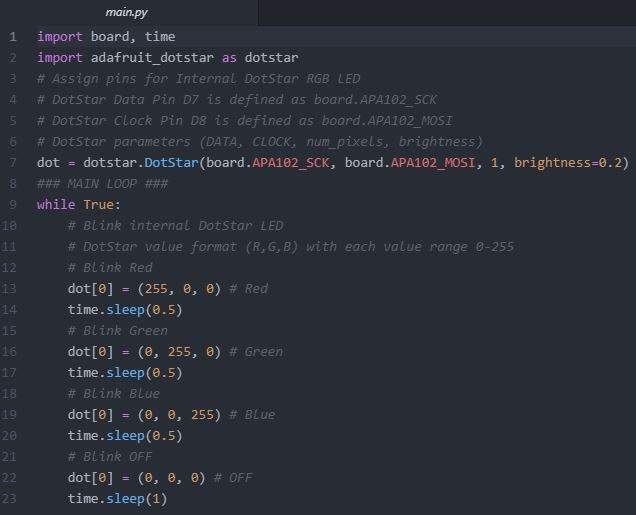 main.py
1 import board, time
2 import adafruit_dotstar as dotstar
3 # Assign pins for Internal DotStar RGB LED
4 # DotStar Data Pin D7 is defined as board.APA102_SCK
5 # DotStar Clock Pin D8 is defined as board.APA102_MOSI
6 # DotStar parameters (DATA, CLOCK, num_pixels, brightness)
7 dot = dotstar.DotStar(board.APA102_SCK, board.APA102_MOSI, 1, brightness=0.2)
8 ### MAIN LOOP ###
9 while True:
10     # Blink internal DotStar LED
11     # DotStar value format (R,G,B) with each value range 0-255
12     # Blink Red
13     dot[0] = (255, 0, 0) # Red
14     time.sleep(0.5)
15     # Blink Green
16     dot[0] = (0, 255, 0) # Green
17     time.sleep(0.5)
18     # Blink Blue
19     dot[0] = (0, 0, 255) # Blue
20     time.sleep(0.5)
21     # Blink OFF
22     dot[0] = (0, 0, 0) # OFF
23     time.sleep(1)